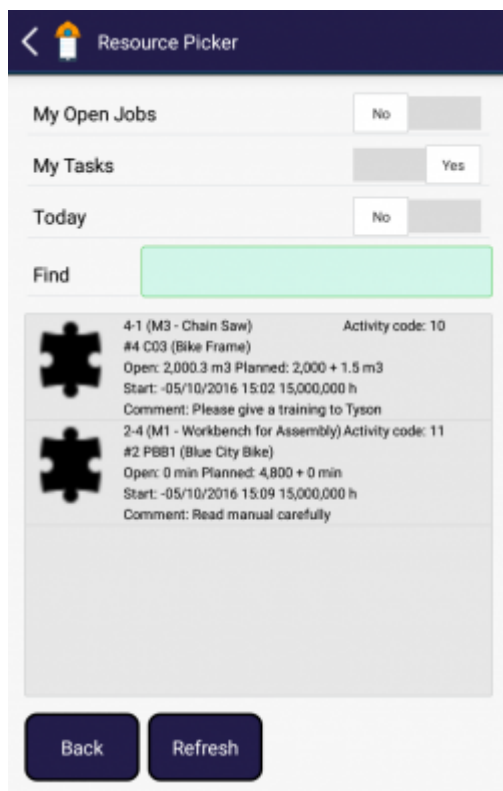 Resource Picker
My Open Jobs No
My Tasks Yes
Today No
Find
4-1 (M3 - Chain Saw) Activity code: 10
#4 C03 (Bike Frame)
Open: 2,000.3 m3 Planned: 2,000 + 1.5 m3
Start: -05/10/2016 15:02 15,000,000 h
Comment: Please give a training to Tyson
2-4 (M1 - Workbench for Assembly) Activity code: 11
#2 PBB1 (Blue City Bike)
Open: 0 min Planned: 4,800 + 0 min
Start: -05/10/2016 15:09 15,000,000 h
Comment: Read manual carefully
Back Refresh